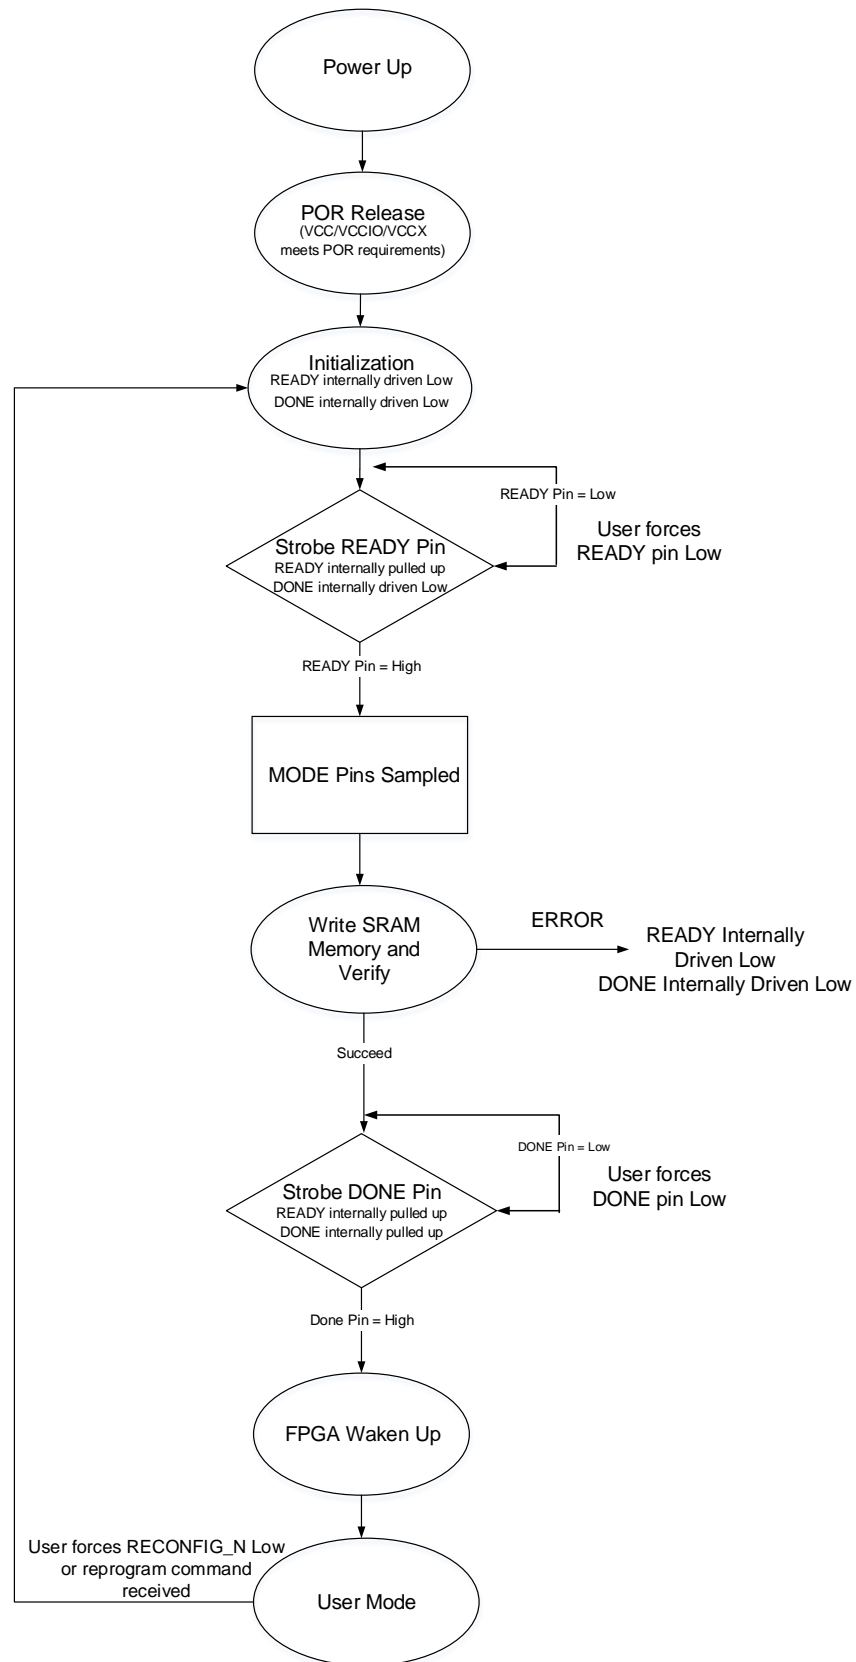 Power Up
POR Release
(VCC/VCCIO/VCCX
meets POR requirements)
Initialization
READY internally driven Low
DONE internally driven Low
READY Pin = Low
User forces
READY pin Low
Strobe READY Pin
READY internally pulled up
DONE internally driven Low
READY Pin = High
MODE Pins Sampled
Write SRAM
Memory and
Verify
ERROR
READY Internally
Driven Low
DONE Internally Driven Low
Succeed
DONE Pin = Low
User forces
DONE pin Low
Strobe DONE Pin
READY internally pulled up
DONE internally pulled up
Done Pin = High
FPGA Waken Up
User forces RECONFIG_N Low
or reprogram command
received
User Mode